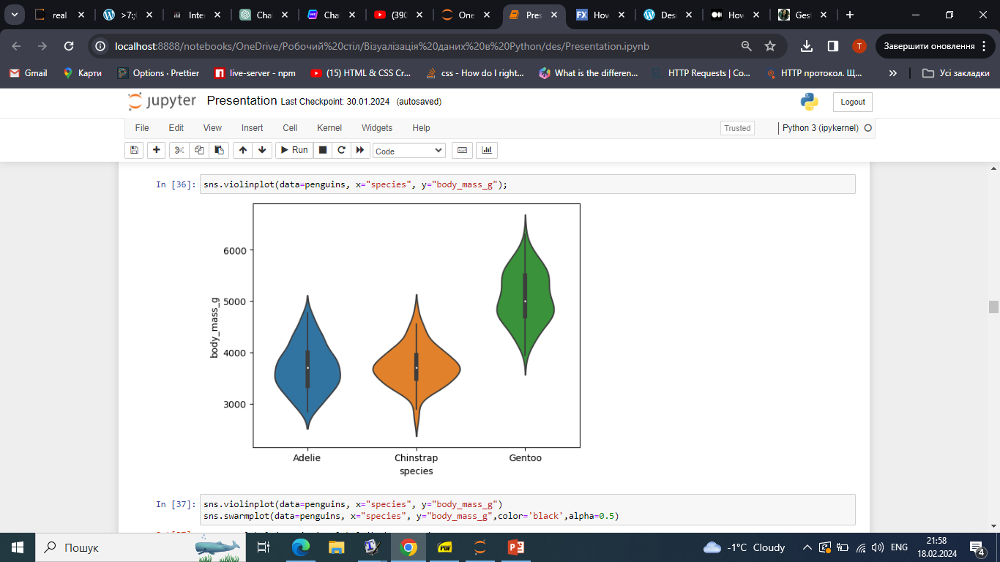 real
>7;(
Inter
Chat
Cha
(390
One
Pres
How
Desi
How
Gest
localhost:8888/notebooks/OneDrive/Робочий%20стіл/Візуалізація%20даних%20в%20Python/des/Presentation.ipynb
T
Завершити оновлення
Gmail
Карти
Options · Prettier
live-server - npm
(15) HTML & CSS Cr...
css - How do I right...
What is the differen...
HTTP Requests | Co...
HTTP протокол. Щ...
Усі закладки
jupyter Presentation Last Checkpoint: 30.01.2024 (autosaved)
Logout
File Edit View Insert Cell Kernel Widgets Help
Trusted
Python 3 (ipykernel)
Run
Code
In [36]: sns.violinplot(data=penguins, x="species", y="body_mass_g");
6000
5000
4000
3000
body_mass_g
Adelie Chinstrap Gentoo
species
In [37]: sns.violinplot(data=penguins, x="species", y="body_mass_g")
sns.swarmplot(data=penguins, x="species", y="body_mass_g",color='black',alpha=0.5)
Пошук
PDF
-1°C Cloudy
ENG
21:58
18.02.2024
4